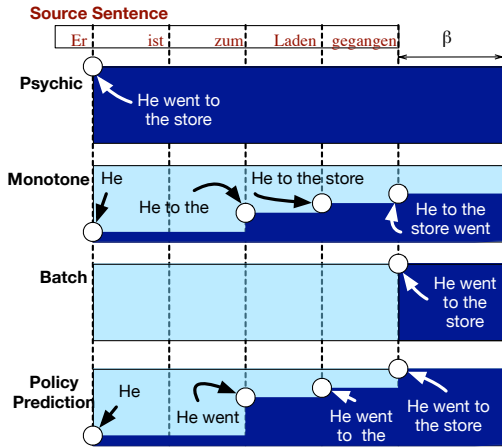 Source Sentence
Er ist zum Laden gegangen β
Psychic
He went to
the store
Monotone
He
He to the
He to the store
He to the
store went
Batch
He went
to the
store
Policy
Prediction
He
He went
He went
to the
He went to
the store